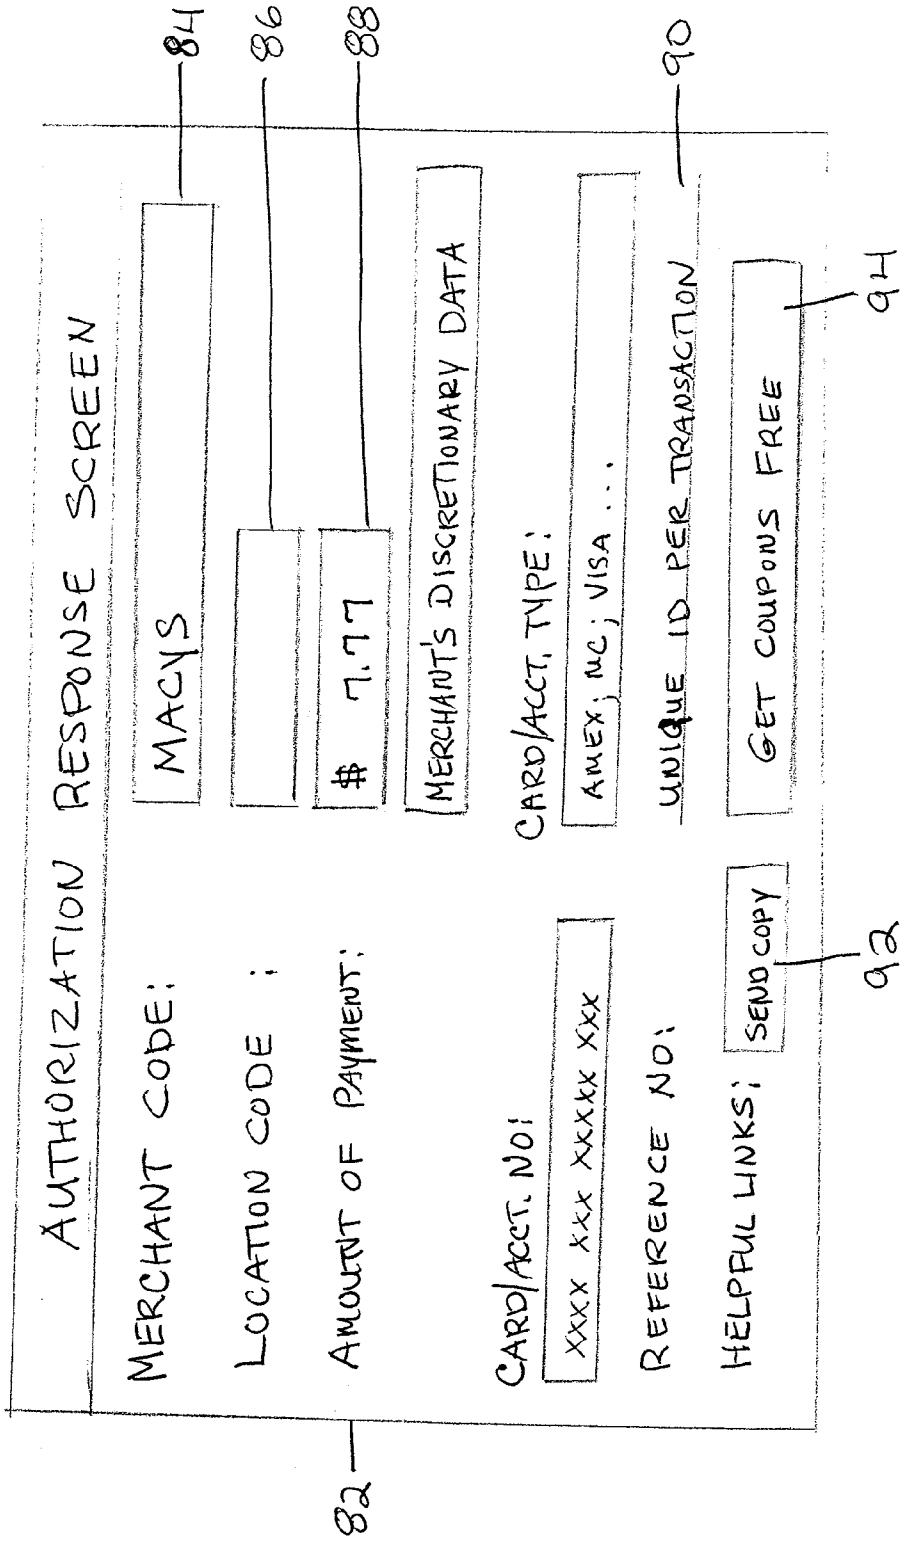 AUTHORIZATION RESPONSE SCREEN
MERCHANT CODE: MACYS 84
LOCATION CODE : 86
AMOUNT OF PAYMENT: $ 7.77 88
82
MERCHANT'S DISCRETIONARY DATA
CARD/ACCT. NO: CARD/ACCT. TYPE:
XXXX XXX XXXXX XXX AMEX; MC; VISA ...
REFERENCE NO: UNIQUE ID PER TRANSACTION 90
HELPFUL LINKS: SEND COPY GET COUPONS FREE
92 94